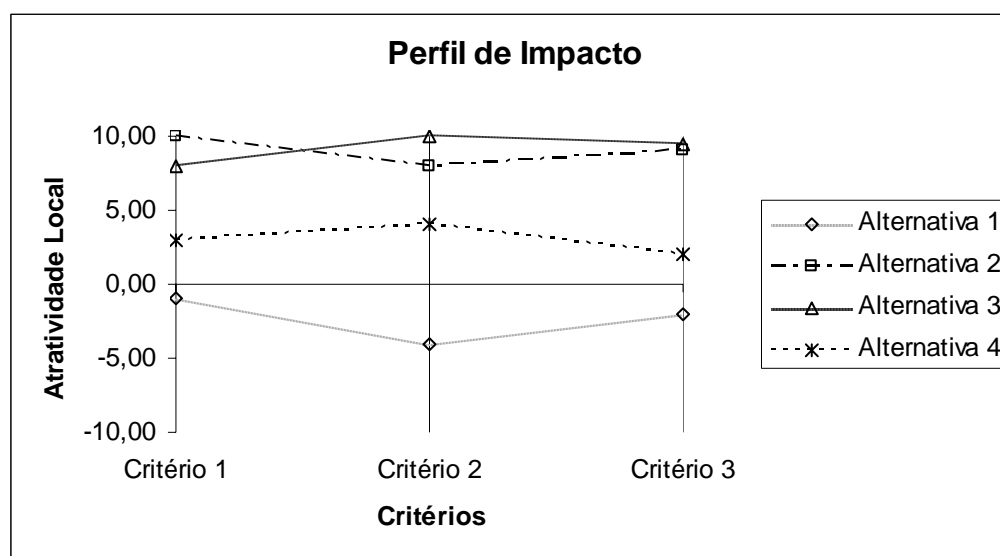 Perfil de Impacto
10,00
5,00
0,00
-5,00
-10,00
Atratividade Local
Critério 1
Critério 2
Critério 3
Critérios
Alternativa 1
Alternativa 2
Alternativa 3
Alternativa 4